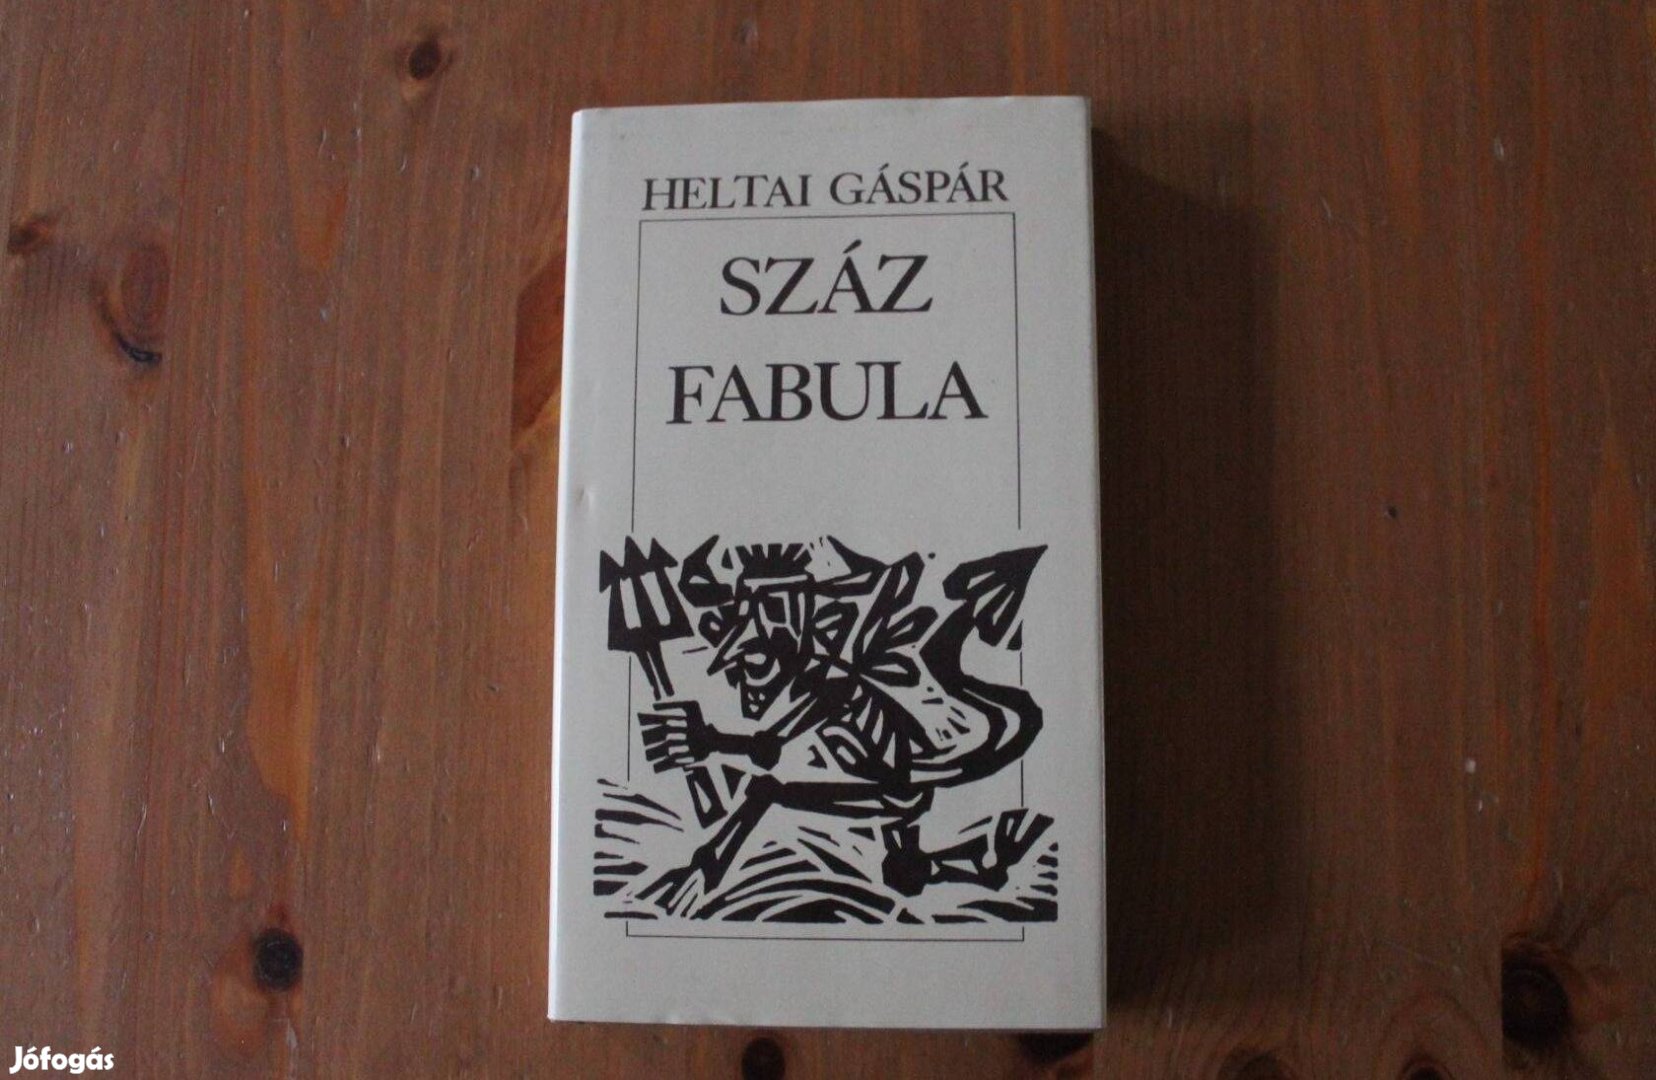 HELTAI GÁSPÁR
SZÁZ
FABULA
Jófogás